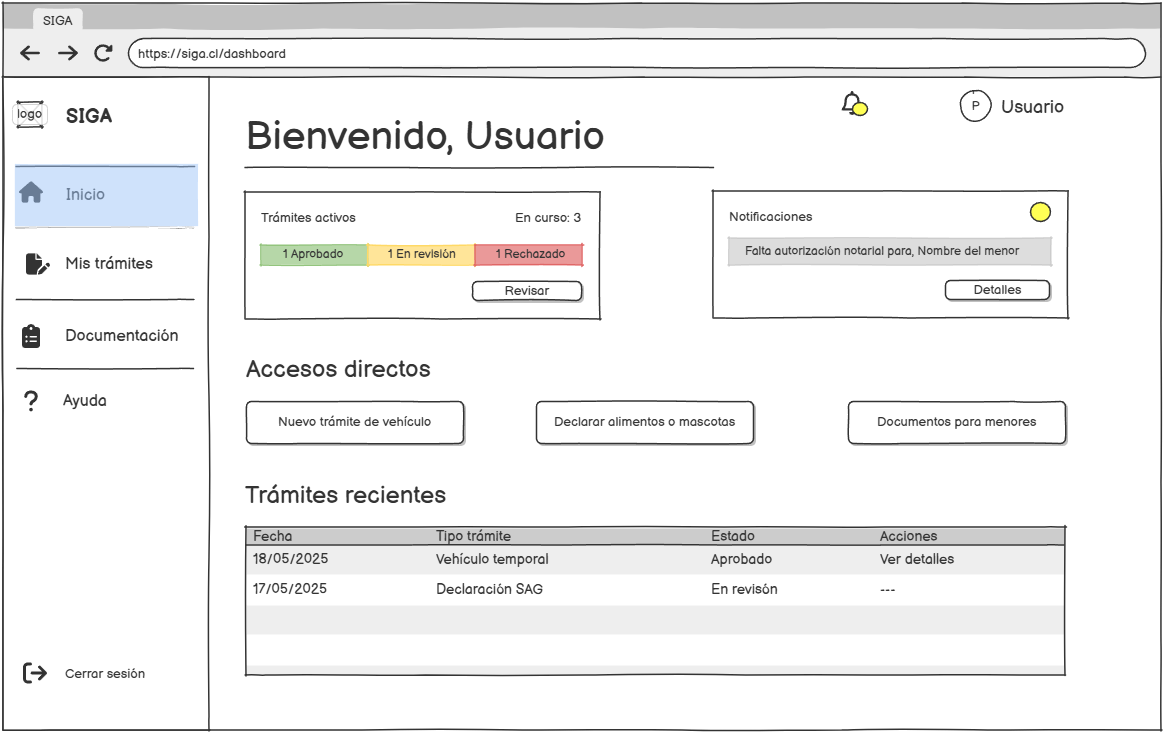 SIGA
https://siga.cl/dashboard
logo SIGA
Inicio
Mis trámites
Documentación
Ayuda
Cerrar sesión
P Usuario
Bienvenido, Usuario
Trámites activos En curso: 3
1 Aprobado 1 En revisión 1 Rechazado
Revisar
Notificaciones
Falta autorización notarial para, Nombre del menor
Detalles
Accesos directos
Nuevo trámite de vehículo Declarar alimentos o mascotas Documentos para menores
Trámites recientes
Fecha Tipo trámite Estado Acciones
18/05/2025 Vehículo temporal Aprobado Ver detalles
17/05/2025 Declaración SAG En revisón ---